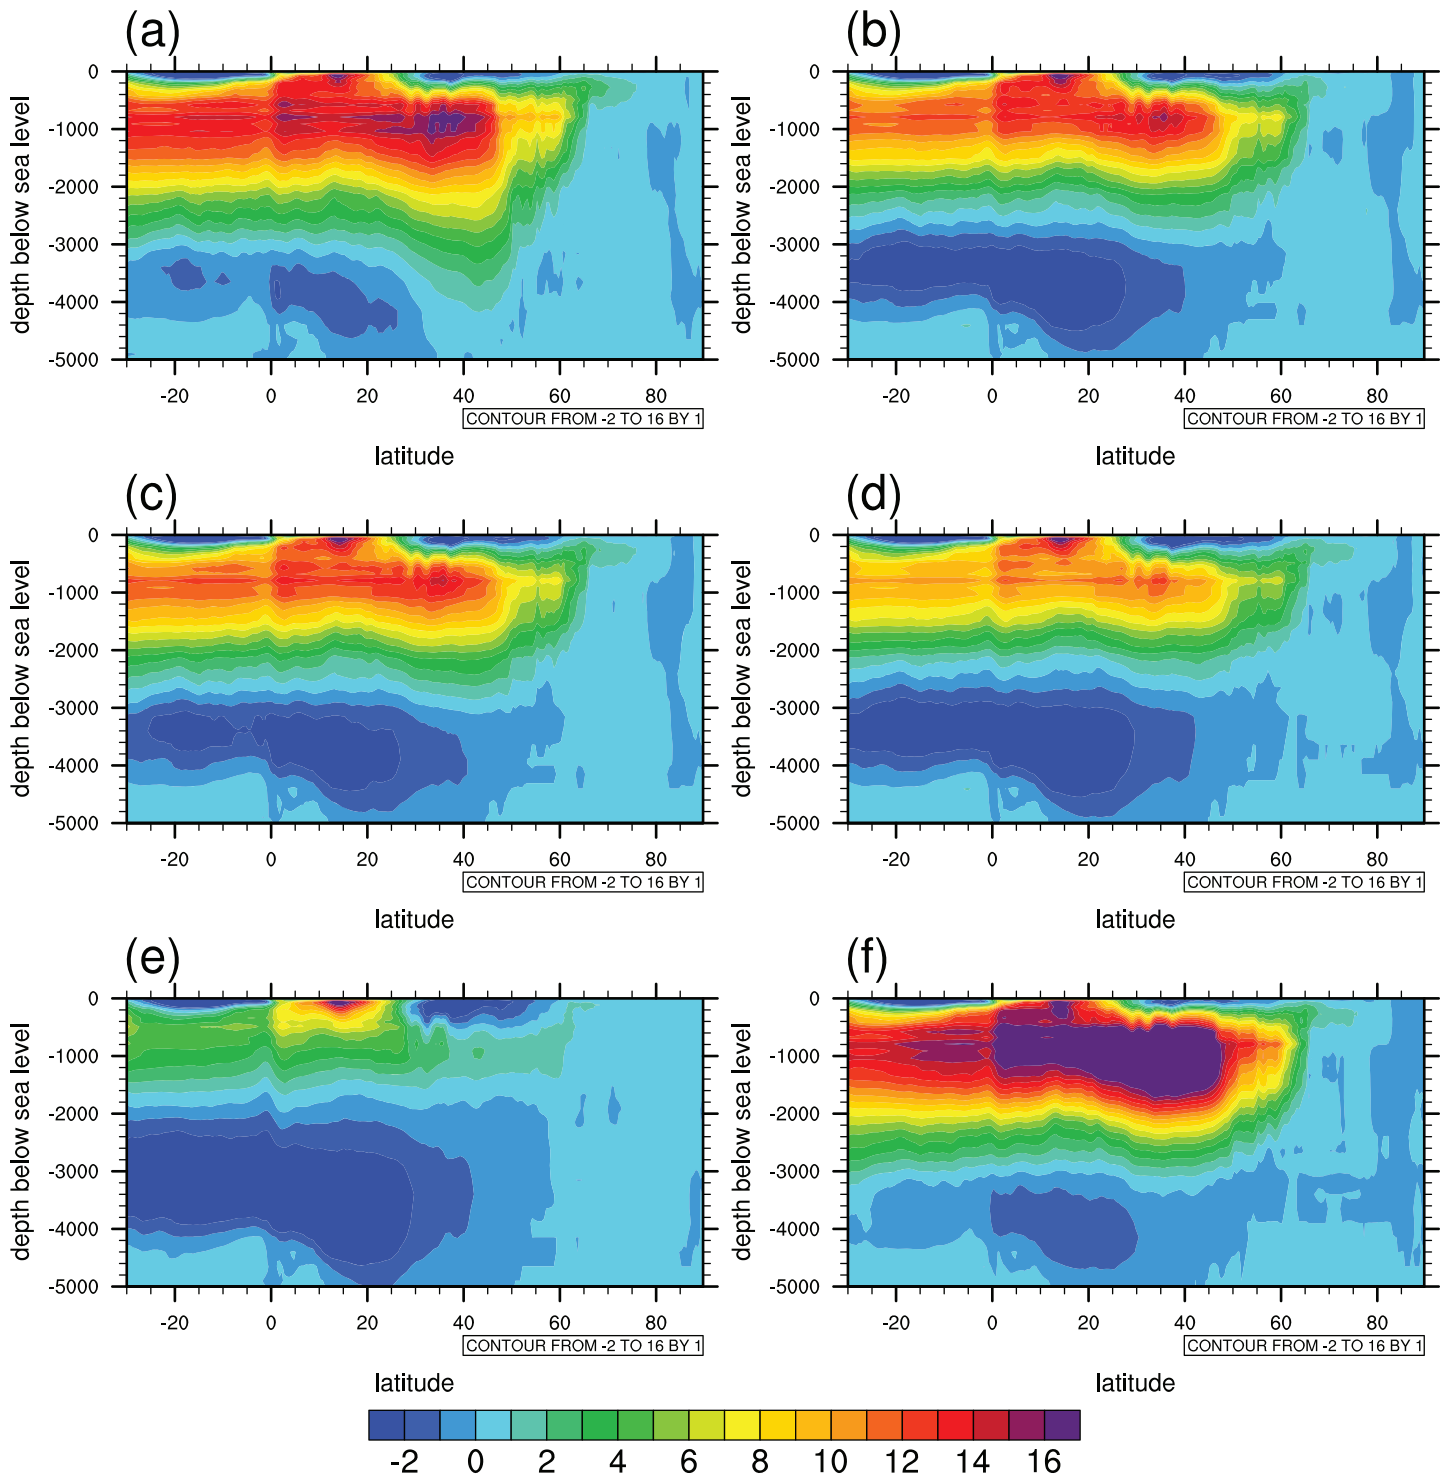 (a) (b)
depth below sea level depth below sea level
0 0
-1000 -1000
-2000 -2000
-3000 -3000
-4000 -4000
-5000 -5000
-20 0 20 40 60 80 -20 0 20 40 60 80
CONTOUR FROM -2 TO 16 BY 1 CONTOUR FROM -2 TO 16 BY 1
latitude latitude
(c) (d)
depth below sea level depth below sea level
0 0
-1000 -1000
-2000 -2000
-3000 -3000
-4000 -4000
-5000 -5000
-20 0 20 40 60 80 -20 0 20 40 60 80
CONTOUR FROM -2 TO 16 BY 1 CONTOUR FROM -2 TO 16 BY 1
latitude latitude
(e) (f)
depth below sea level depth below sea level
0 0
-1000 -1000
-2000 -2000
-3000 -3000
-4000 -4000
-5000 -5000
-20 0 20 40 60 80 -20 0 20 40 60 80
CONTOUR FROM -2 TO 16 BY 1 CONTOUR FROM -2 TO 16 BY 1
latitude latitude
-2 0 2 4 6 8 10 12 14 16